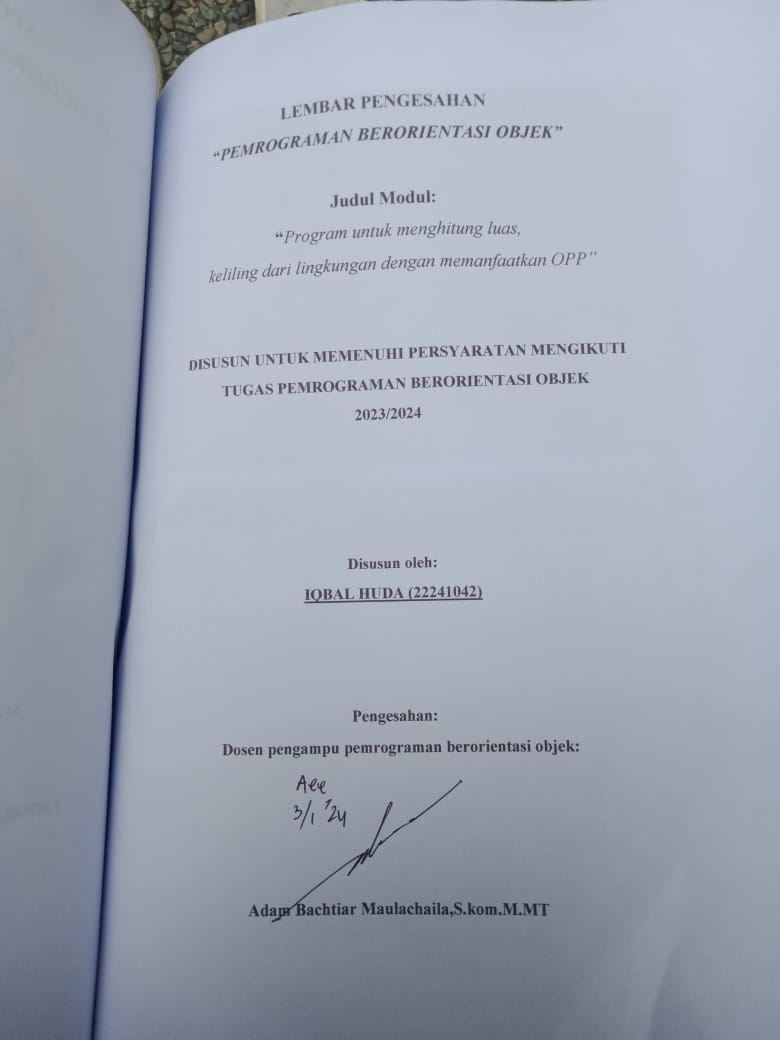 LEMBAR PENGESAHAN
“PEMROGRAMAN BERORIENTASI OBJEK”
Judul Modul:
“Program untuk menghitung luas,
keliling dari lingkungan dengan memanfaatkan OPP”
DISUSUN UNTUK MEMENUHI PERSYARATAN MENGIKUTI
TUGAS PEMROGRAMAN BERORIENTASI OBJEK
2023/2024
Disusun oleh:
IQBAL HUDA (22241042)
Pengesahan:
Dosen pengampu pemrograman berorientasi objek:
3/1 '24
Adam Bachtiar Maulachaila,S.kom.M.MT